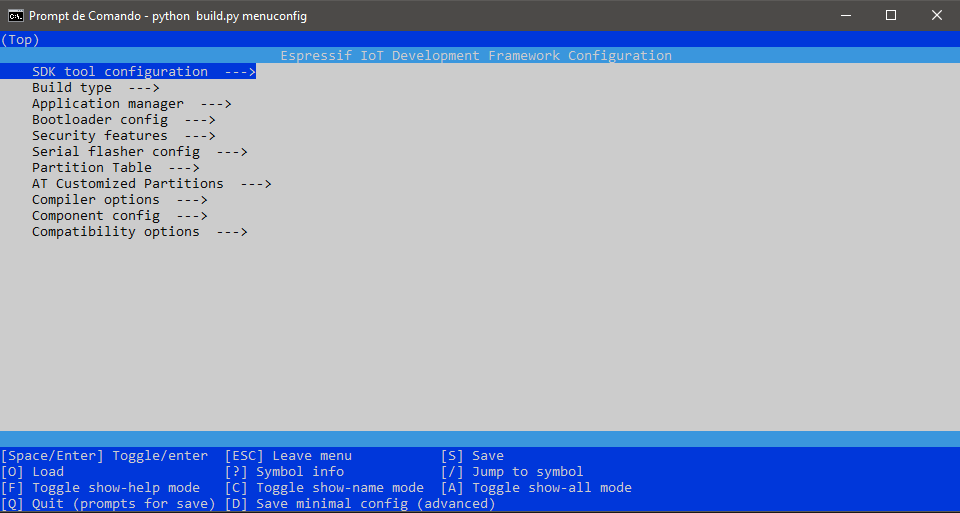 Prompt de Comando - python  build.py menuconfig
(Top)
Espressif IoT Development Framework Configuration
SDK tool configuration  --->
Build type  --->
Application manager  --->
Bootloader config  --->
Security features  --->
Serial flasher config  --->
Partition Table  --->
AT Customized Partitions  --->
Compiler options  --->
Component config  --->
Compatibility options  --->
[Space/Enter] Toggle/enter  [ESC] Leave menu           [S] Save
[O] Load                    [?] Symbol info            [/] Jump to symbol
[F] Toggle show-help mode   [C] Toggle show-name mode  [A] Toggle show-all mode
[Q] Quit (prompts for save) [D] Save minimal config (advanced)